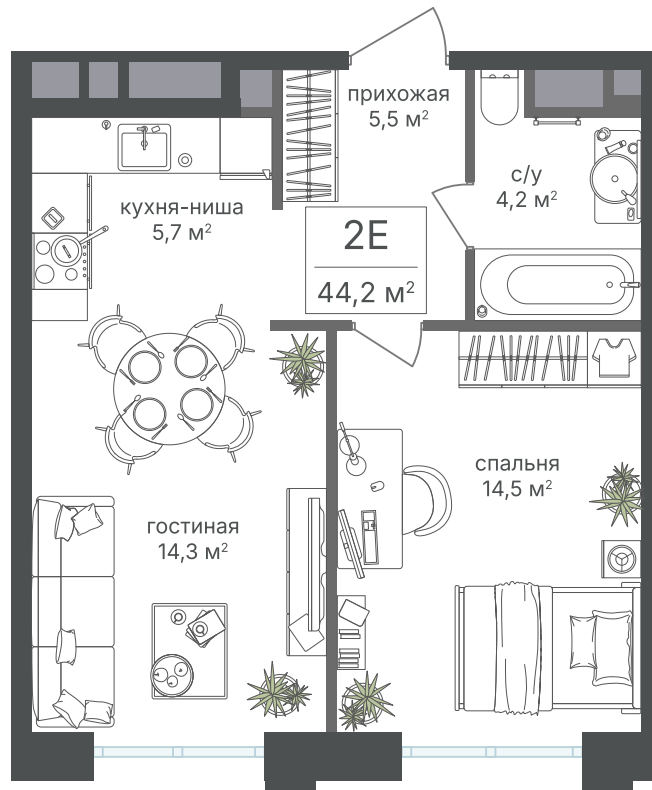 прихожая
5,5 м²
с/у
4,2 м²
кухня-ниша
5,7 м²
2Е
44,2 м²
спальня
14,5 м²
гостиная
14,3 м²